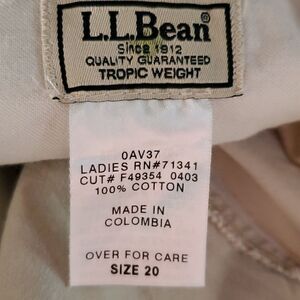 L.L.Bean®
Since 1912
QUALITY GUARANTEED
TROPIC WEIGHT
0AV37
LADIES RN#71341
CUT# F49354 0403
100% COTTON
MADE IN
COLOMBIA
OVER FOR CARE
SIZE 20